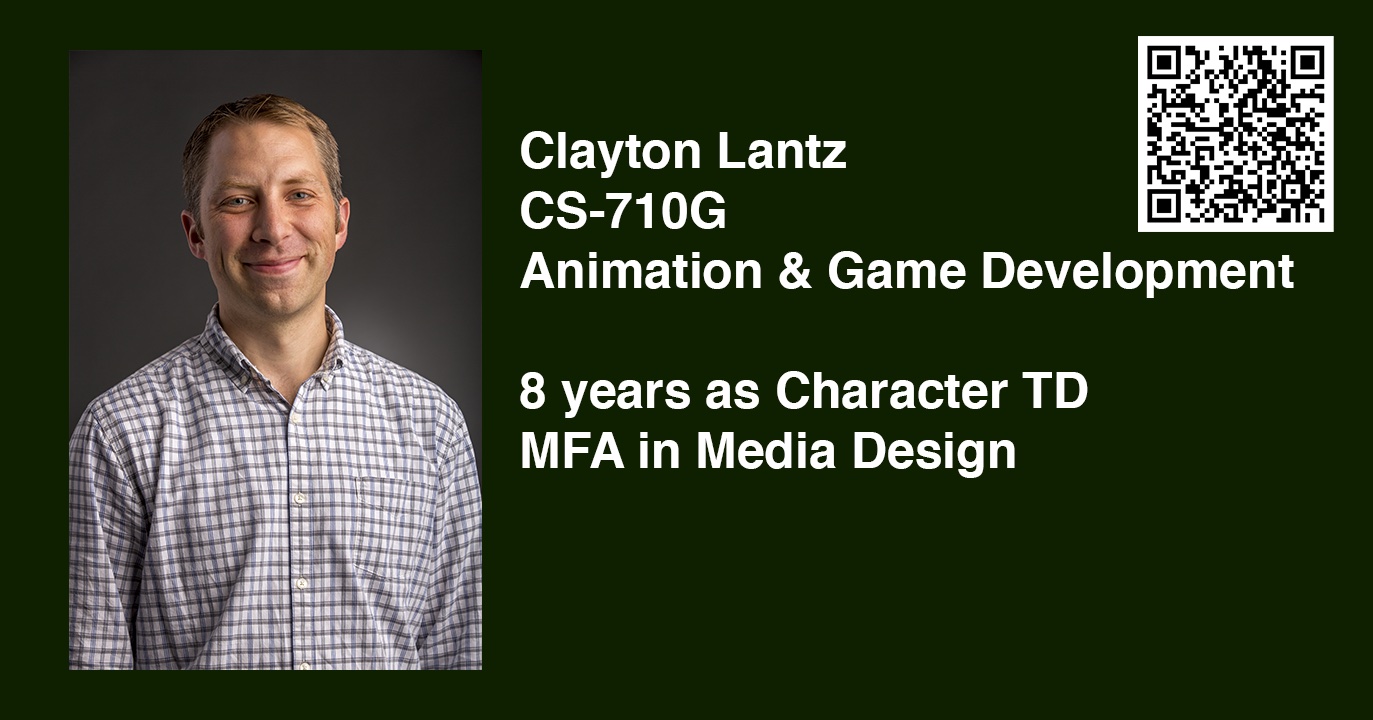 Clayton Lantz
CS-710G
Animation & Game Development
8 years as Character TD
MFA in Media Design